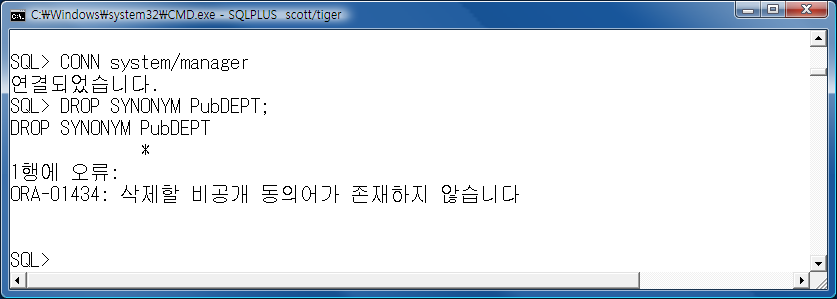 C:\Windows\system32\CMD.exe - SQLPLUS  scott/tiger
SQL> CONN system/manager
연결되었습니다.
SQL> DROP SYNONYM PubDEPT;
DROP SYNONYM PubDEPT
             *
1행에 오류:
ORA-01434: 삭제할 비공개 동의어가 존재하지 않습니다
SQL>